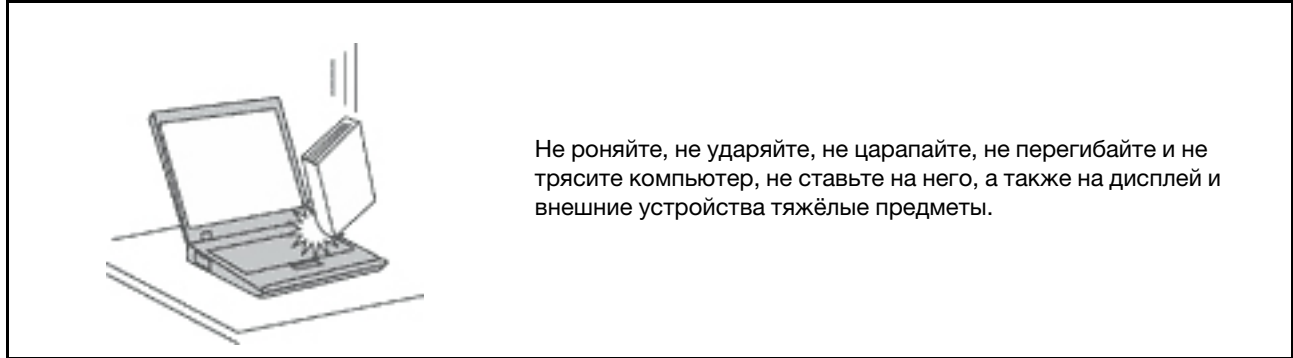 Не роняйте, не ударяйте, не царапайте, не перегибайте и не
трясите компьютер, не ставьте на него, а также на дисплей и
внешние устройства тяжёлые предметы.